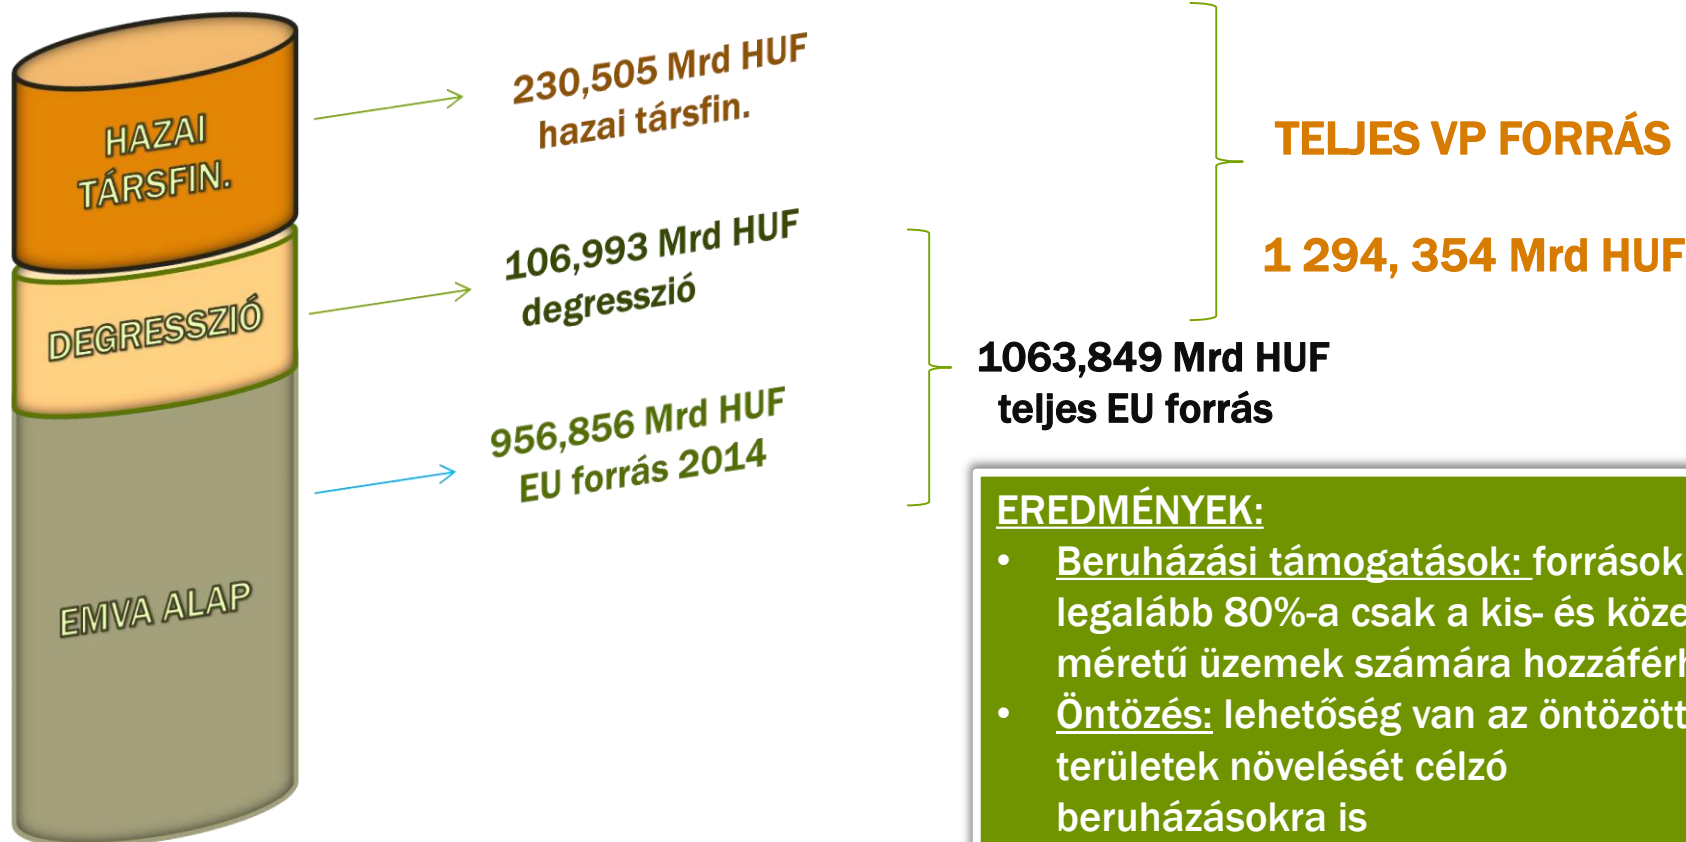 HAZAI
TÁRSFIN.
DEGRESSZIÓ
EMVA ALAP
230,505 Mrd HUF
hazai társfin.
106,993 Mrd HUF
degresszió
956,856 Mrd HUF
EU forrás 2014
1063,849 Mrd HUF
teljes EU forrás
TELJES VP FORRÁS
1 294, 354 Mrd HUF
EREDMÉNYEK:
• Beruházási támogatások: források
legalább 80%-a csak a kis- és köze
méretű üzemek számára
• Öntözés: lehetőség van az öntözött
területek növelését célzó
beruházásokra is